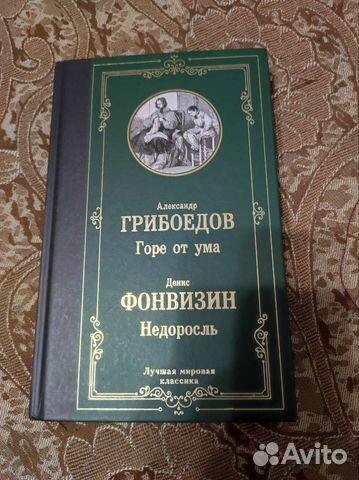 Александр
ГРИБОЕДОВ
Горе от ума
Денис
ФОНВИЗИН
Недоросль
Лучшая мировая
классика
Avito